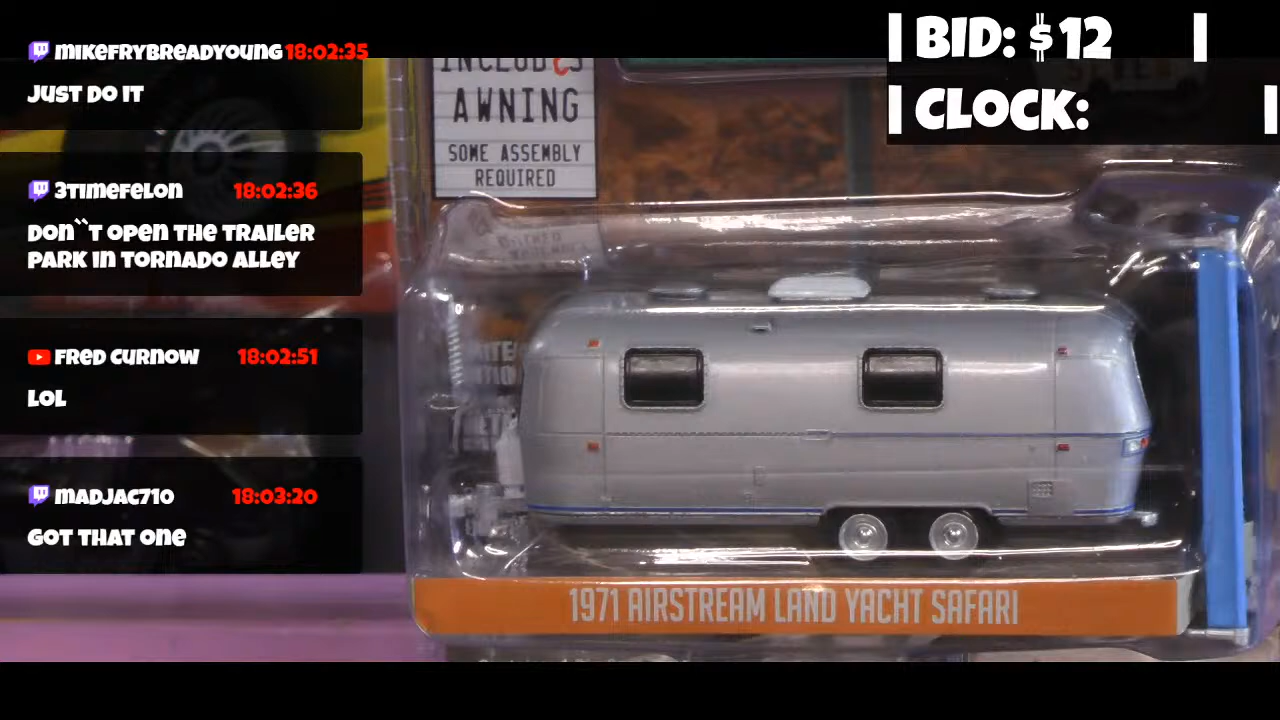 mikefrybreadyoung 18:02:35
JUST DO IT
3timefelon 18:02:36
DON``T OPEN THE TRAILER
PARK IN TORNADO ALLEY
FRED CURNOW 18:02:51
LOL
madjac710 18:03:20
GOT THAT ONE
| BID: $12 |
| CLOCK: |
INCLUDES
AWNING
SOME ASSEMBLY
REQUIRED
1971 AIRSTREAM LAND YACHT SAFARI